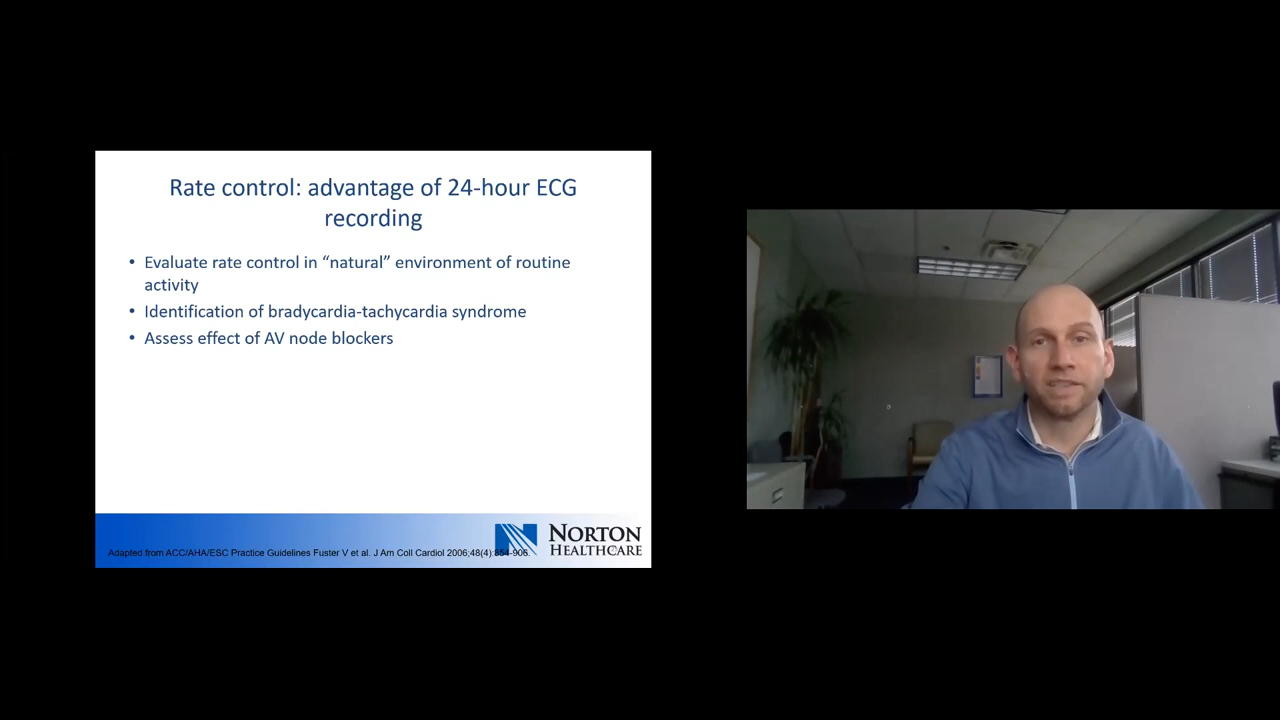 Rate control: advantage of 24-hour ECG
recording
• Evaluate rate control in “natural” environment of routine
activity
• Identification of bradycardia-tachycardia syndrome
• Assess effect of AV node blockers
Adapted from ACC/AHA/ESC Practice Guidelines Fuster V et al. J Am Coll Cardiol 2006;48(4):854-906.
NORTON
HEALTHCARE